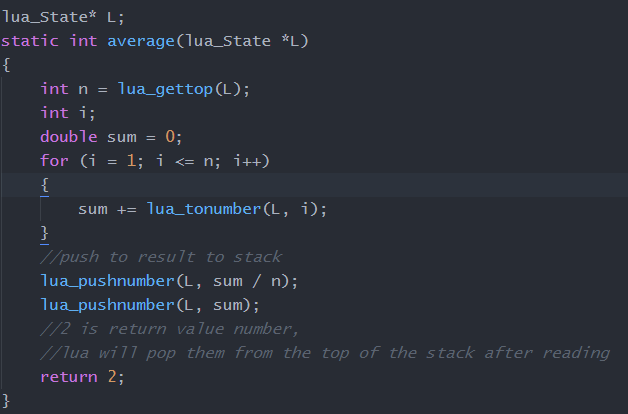 lua_State* L;
static int average(lua_State *L)
{
    int n = lua_gettop(L);
    int i;
    double sum = 0;
    for (i = 1; i <= n; i++)
    {
        sum += lua_tonumber(L, i);
    }
    //push to result to stack
    lua_pushnumber(L, sum / n);
    lua_pushnumber(L, sum);
    //2 is return value number,
    //lua will pop them from the top of the stack after reading
    return 2;
}